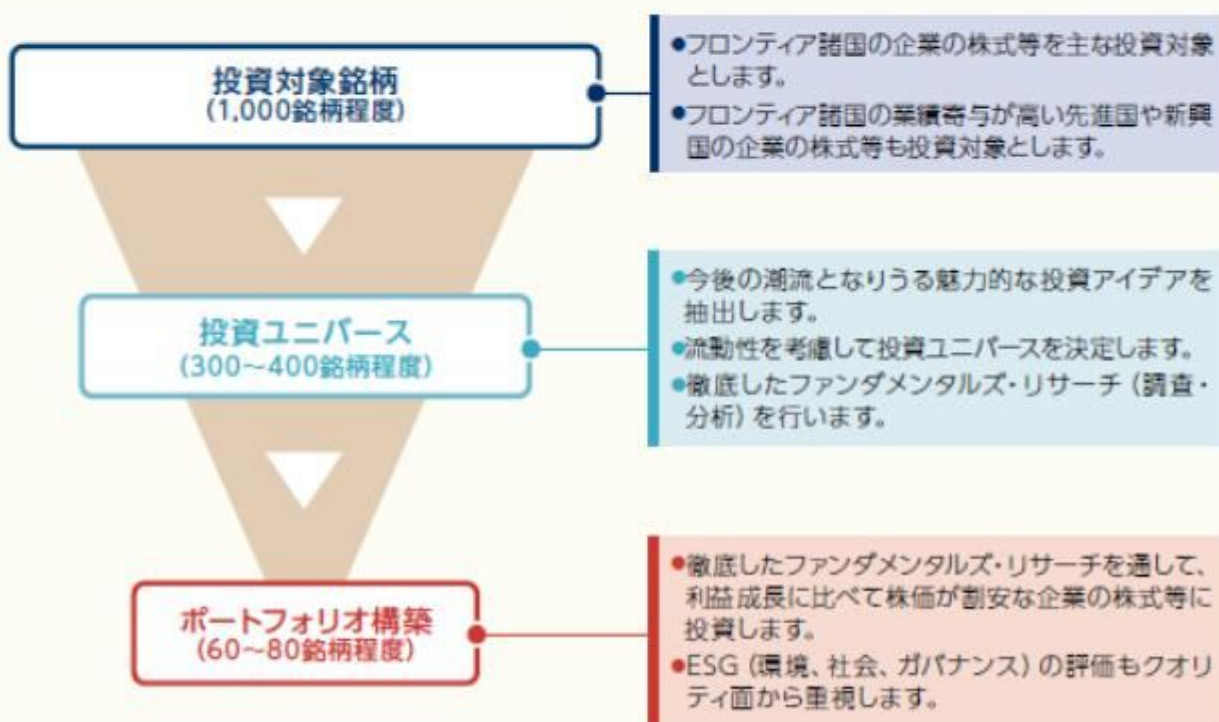 投資対象銘柄
(1,000銘柄程度)
●フロンティア諸国の企業の株式等を主な投資対象
とします。
●フロンティア諸国の業績寄与が高い先進国や新興
国の企業の株式等も投資対象とします。
投資ユニバース
(300～400銘柄程度)
●今後の潮流となりうる魅力的な投資アイデアを
抽出します。
●流動性を考慮して投資ユニバースを決定します。
●徹底したファンダメンタルズ・リサーチ（調査・
分析）を行います。
ポートフォリオ構築
(60～80銘柄程度)
●徹底したファンダメンタルズ・リサーチを通して、
利益成長に比べて株価が割安な企業の株式等に
投資します。
●ESG（環境、社会、ガバナンス）の評価もクオリ
ティ面から重視します。